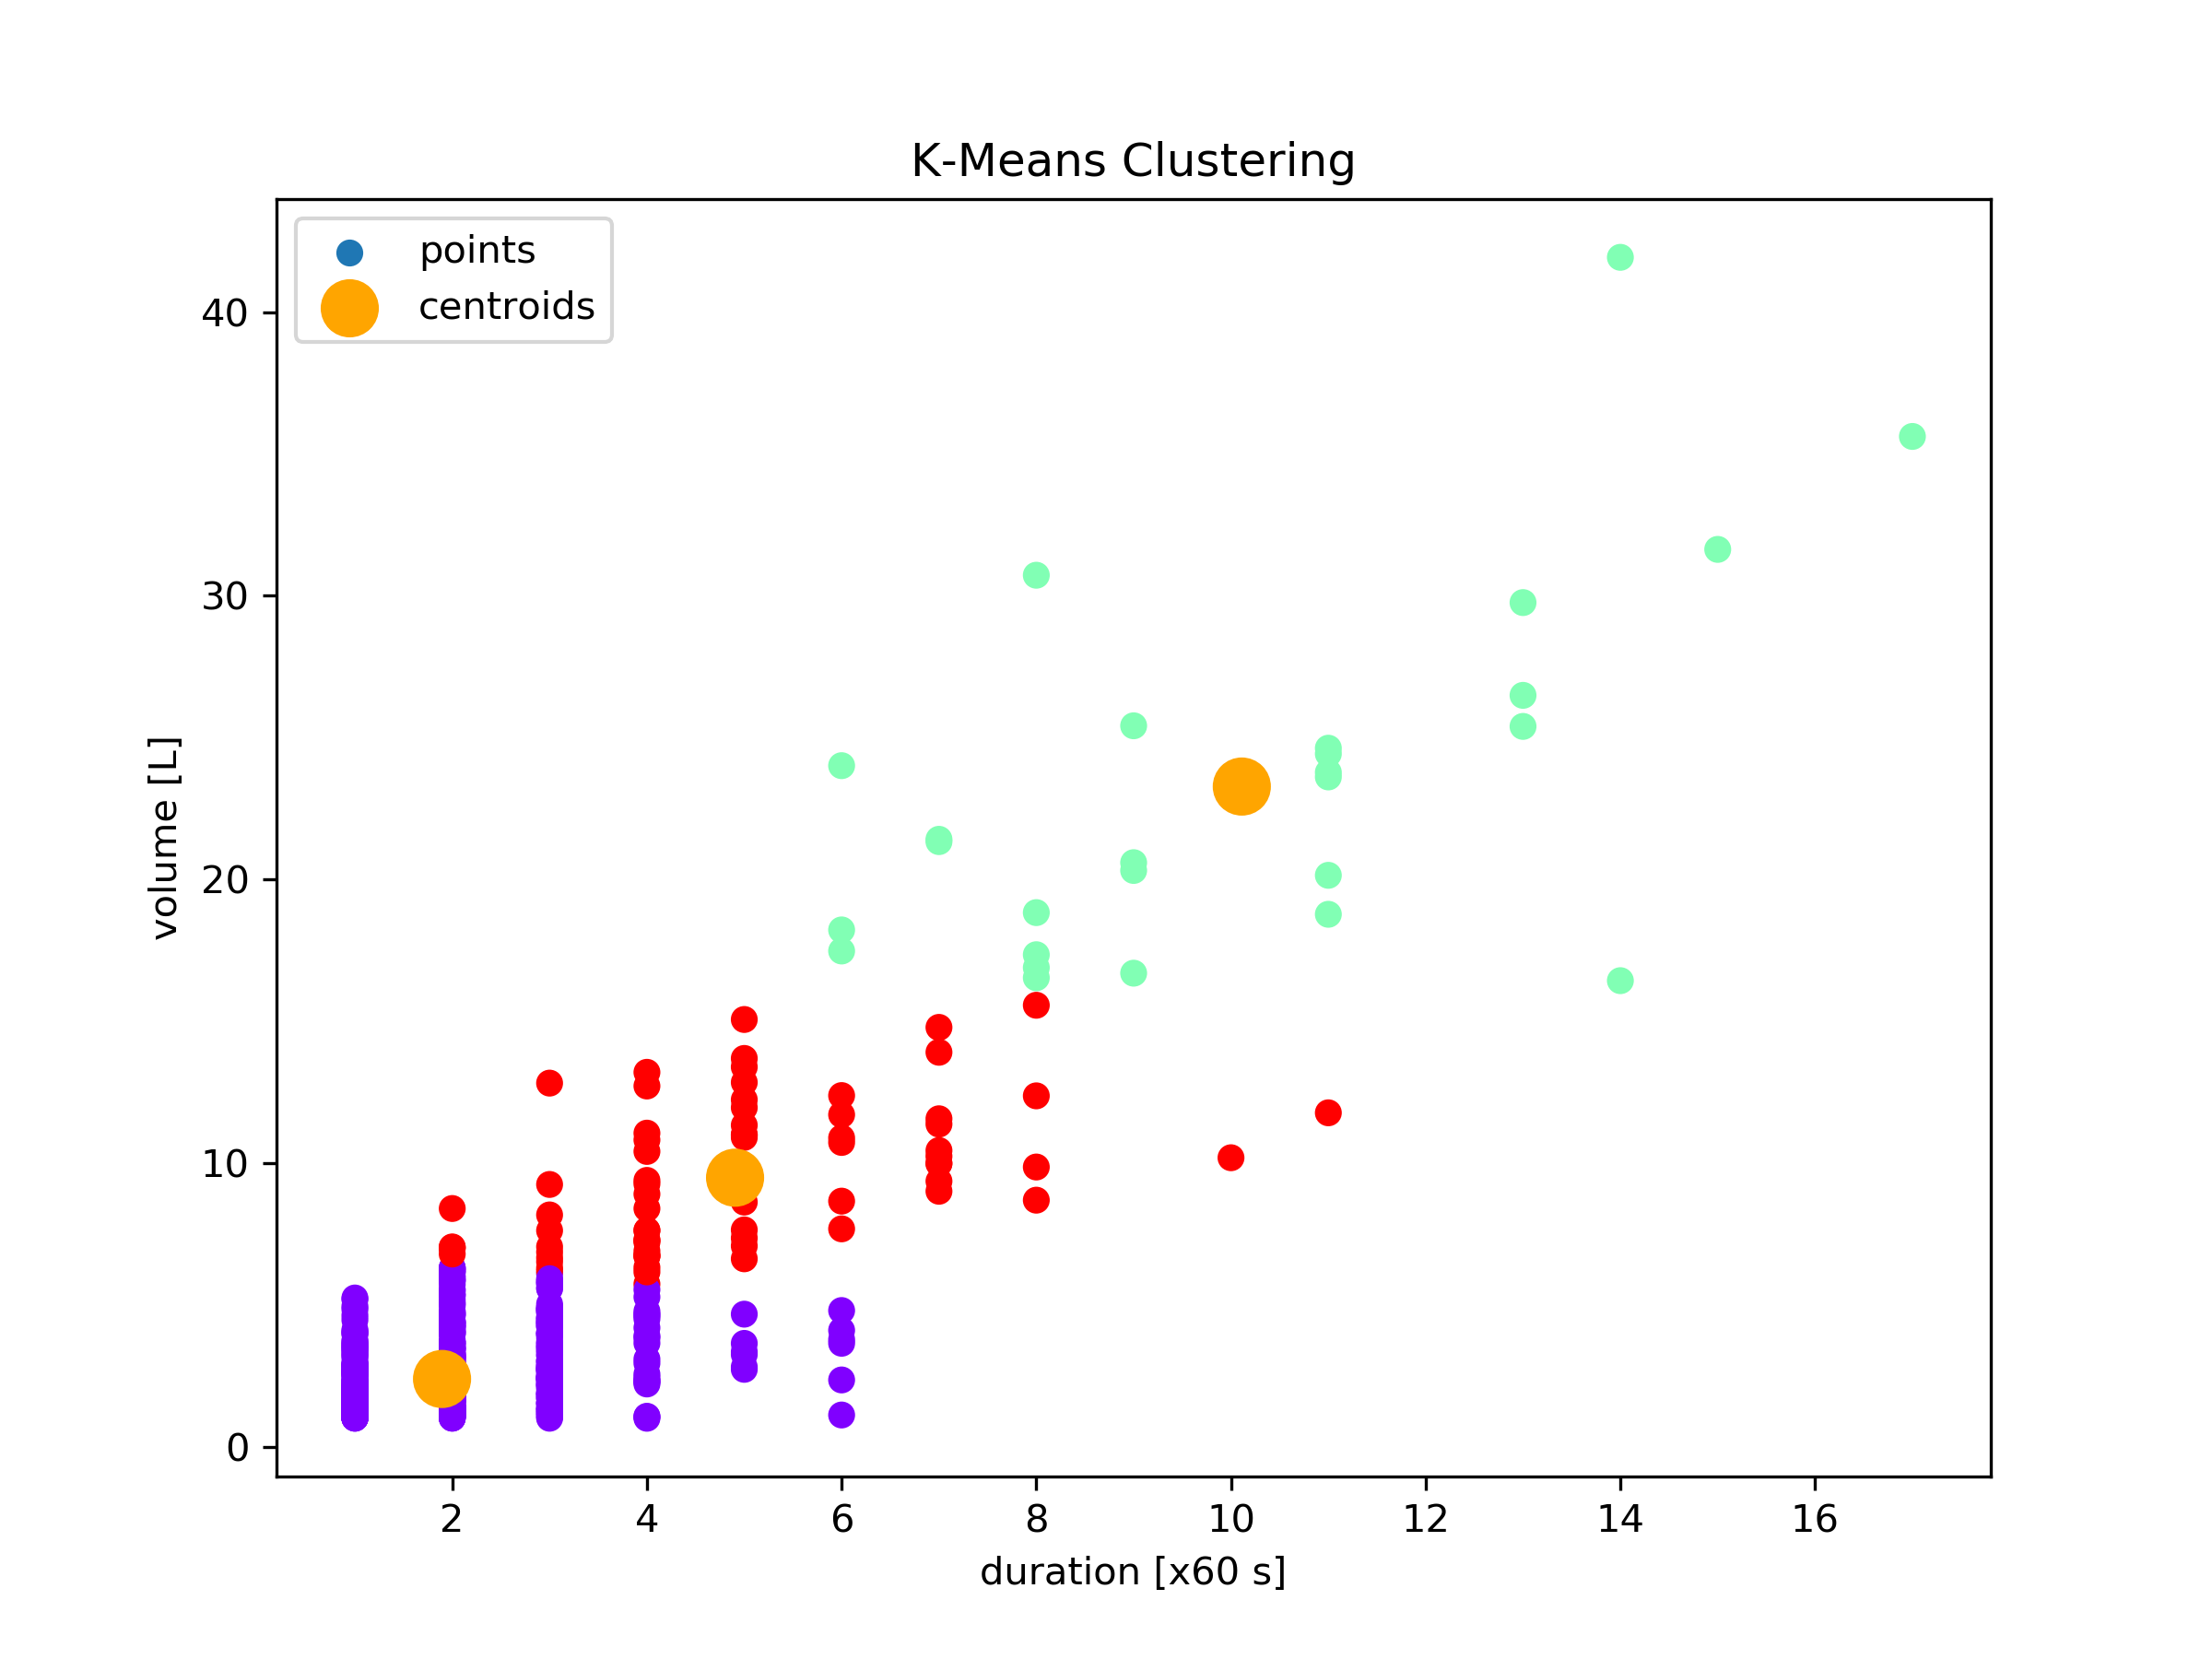 K-Means Clustering
points
centroids
40
30
20
10
0
volume [L]
2 4 6 8 10 12 14 16
duration [x60 s]